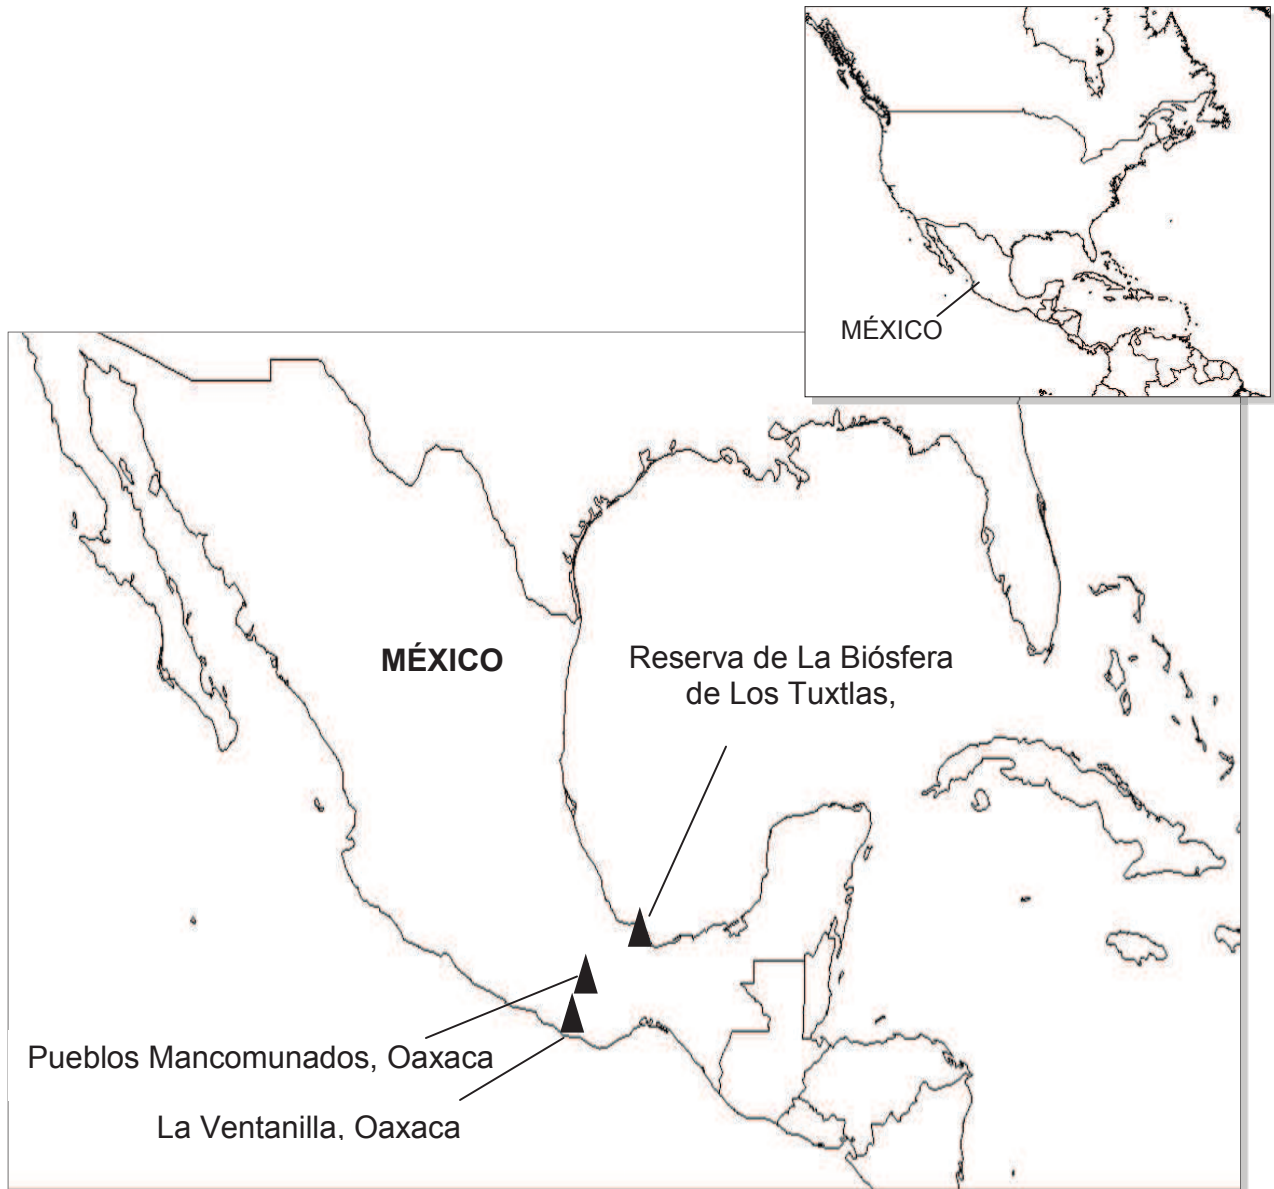 MÉXICO
MÉXICO
Reserva de La Biósfera
de Los Tuxtlas,
Pueblos Mancomunados, Oaxaca
La Ventanilla, Oaxaca